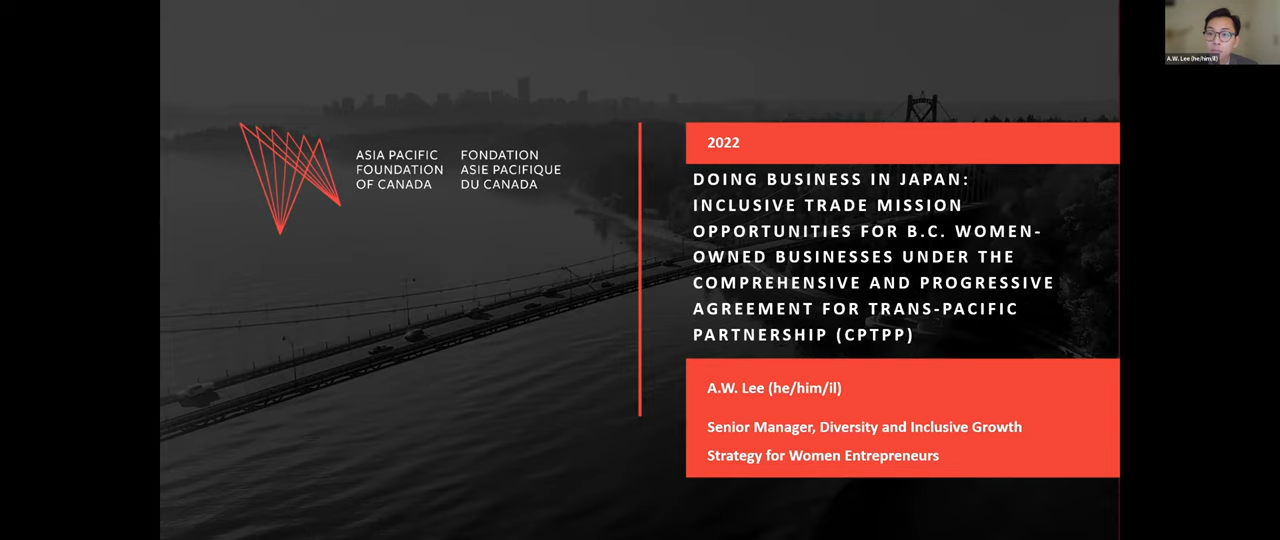 A.W. Lee (he/him/il)
ASIA PACIFIC
FOUNDATION
OF CANADA
FONDATION
ASIE PACIFIQUE
DU CANADA
2022
DOING BUSINESS IN JAPAN:
INCLUSIVE TRADE MISSION
OPPORTUNITIES FOR B.C. WOMEN-
OWNED BUSINESSES UNDER THE
COMPREHENSIVE AND PROGRESSIVE
AGREEMENT FOR TRANS-PACIFIC
PARTNERSHIP (CPTPP)
A.W. Lee (he/him/il)
Senior Manager, Diversity and Inclusive Growth
Strategy for Women Entrepreneurs